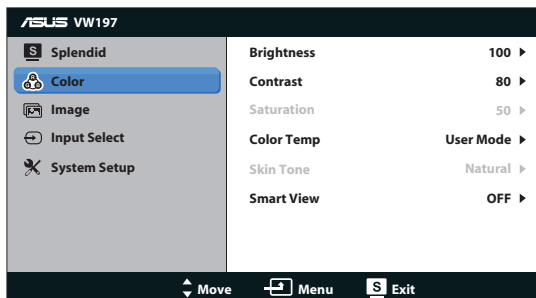 ASUS VW197
S Splendid
Color
Image
Input Select
System Setup
Brightness 100
Contrast 80
Saturation 50
Color Temp User Mode
Skin Tone Natural
Smart View OFF
Move Menu S Exit